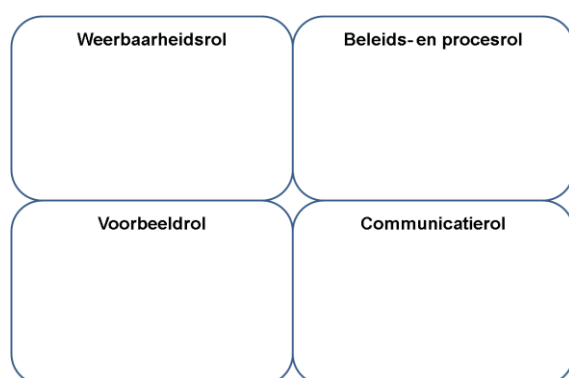 Weerbaarheidsrol
Beleids- en procesrol
Voorbeeldrol
Communicatierol